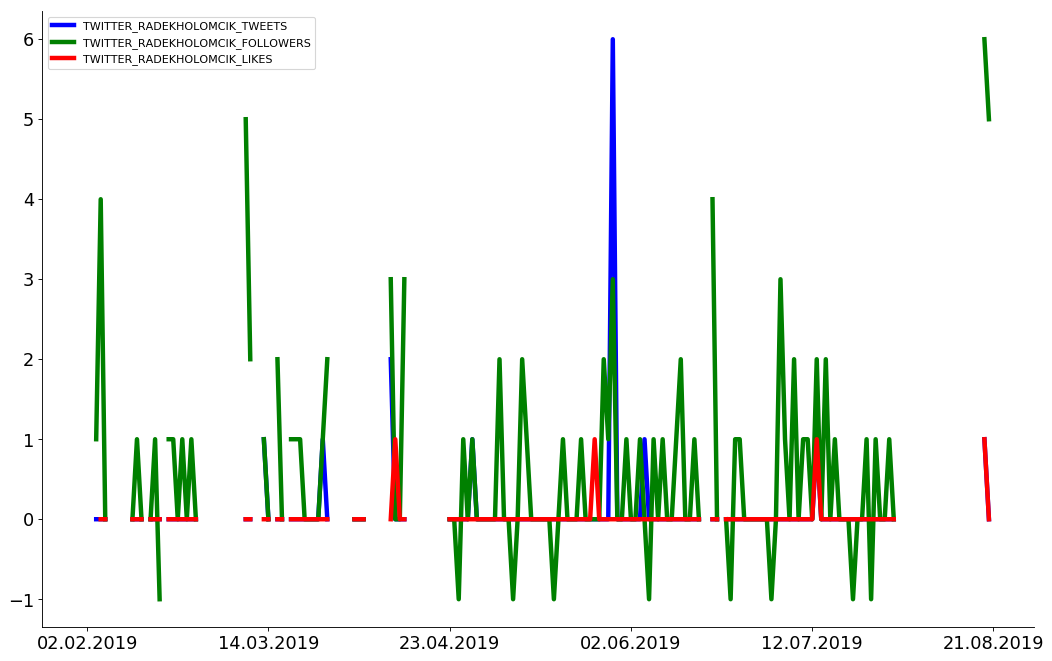 TWITTER_RADEKHOLOMCIK_TWEETS
TWITTER_RADEKHOLOMCIK_FOLLOWERS
TWITTER_RADEKHOLOMCIK_LIKES
6
5
4
3
2
1
0
−1
02.02.2019 14.03.2019 23.04.2019 02.06.2019 12.07.2019 21.08.2019